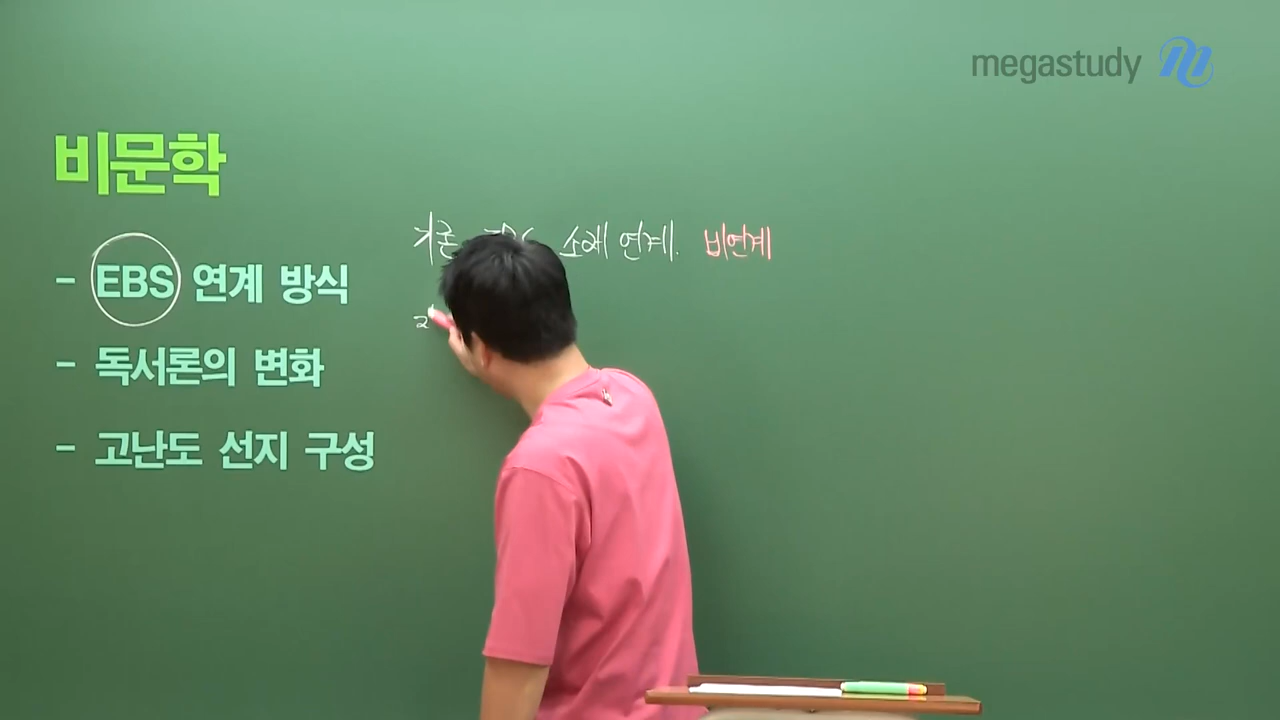 megastudy
비문학
- EBS 연계 방식
- 독서론의 변화
- 고난도 선지 구성
소재 연계. 비연계